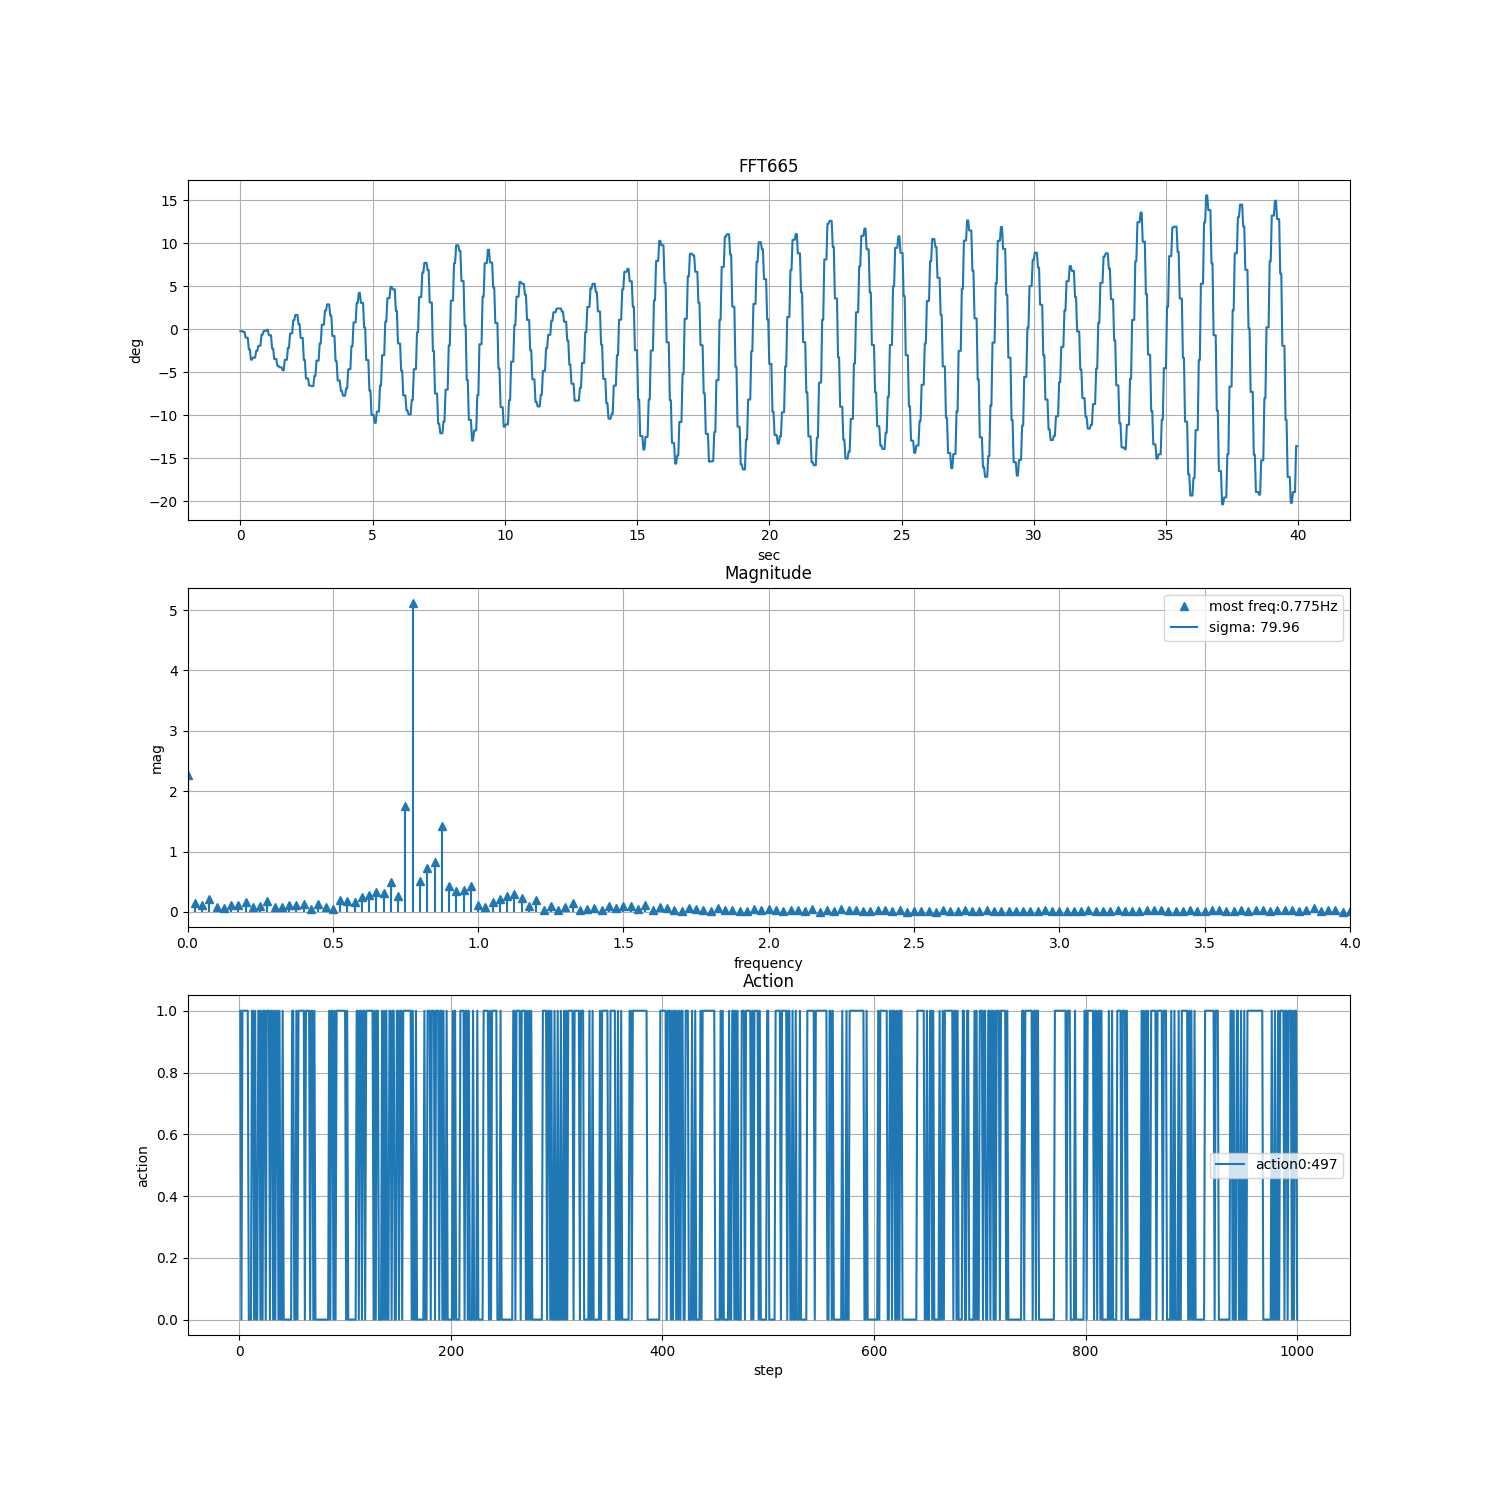 FFT665
15
10
5
0
−5
−10
−15
−20
deg
0 5 10 15 20 25 30 35 40
sec
Magnitude
5
4
3
2
1
0
mag
most freq:0.775Hz
sigma: 79.96
0.0 0.5 1.0 1.5 2.0 2.5 3.0 3.5 4.0
frequency
Action
1.0
0.8
0.6
0.4
0.2
0.0
action
action0:497
0 200 400 600 800 1000
step